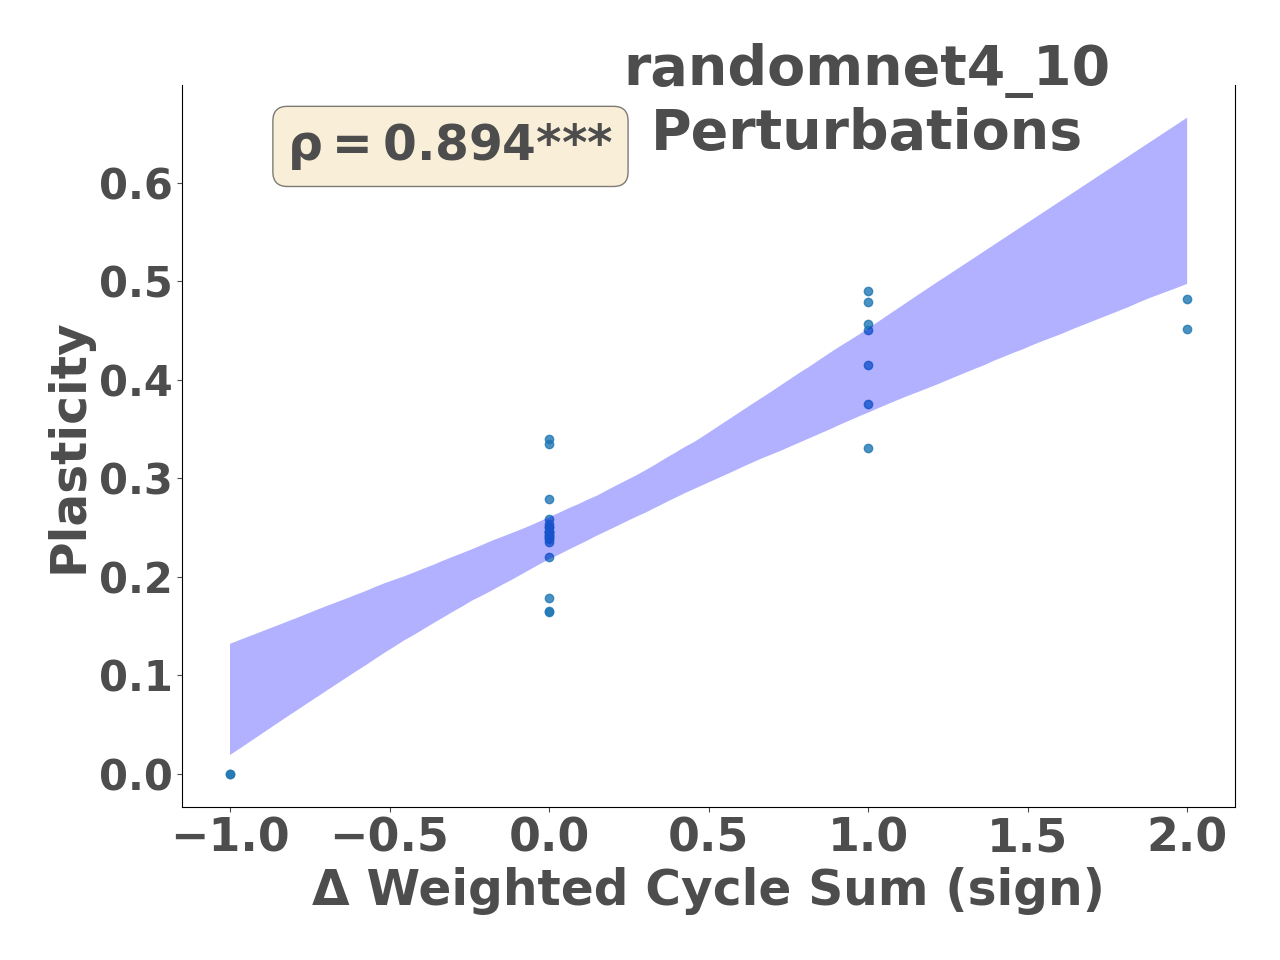 randomnet4_10
Perturbations
ρ = 0.894***
Plasticity
0.6
0.5
0.4
0.3
0.2
0.1
0.0
−1.0 −0.5 0.0 0.5 1.0 1.5 2.0
Δ Weighted Cycle Sum (sign)